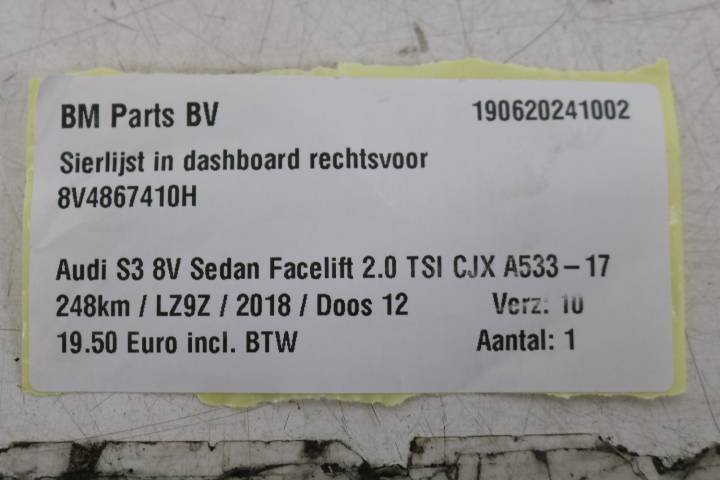 BM Parts BV 190620241002
Sierlijst in dashboard rechtsvoor
8V4867410H
Audi S3 8V Sedan Facelift 2.0 TSI CJX A533-17
248km / LZ9Z / 2018 / Doos 12 Verz: 10
19.50 Euro incl. BTW Aantal: 1